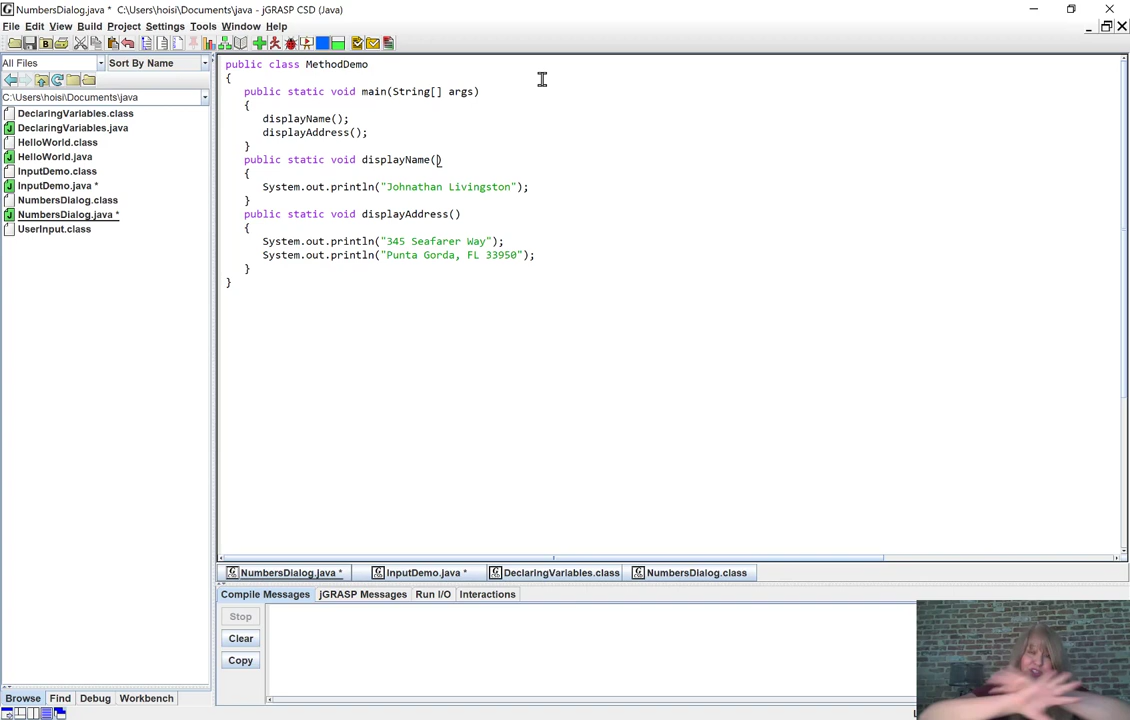 NumbersDialog.java *  C:\Users\hoisi\Documents\java - jGRASP CSD (Java)
File Edit View Build Project Settings Tools Window Help
All Files Sort By Name
C:\Users\hoisi\Documents\java
DeclaringVariables.class
DeclaringVariables.java
HelloWorld.class
HelloWorld.java
InputDemo.class
InputDemo.java *
NumbersDialog.class
NumbersDialog.java *
UserInput.class
public class MethodDemo
{
public static void main(String[] args)
{
displayName();
displayAddress();
}
public static void displayName()
{
System.out.println("Johnathan Livingston");
}
public static void displayAddress()
{
System.out.println("345 Seafarer Way");
System.out.println("Punta Gorda, FL 33950");
}
}
NumbersDialog.java * InputDemo.java * DeclaringVariables.class NumbersDialog.class
Compile Messages jGRASP Messages Run I/O Interactions
Stop
Clear
Copy
Browse Find Debug Workbench